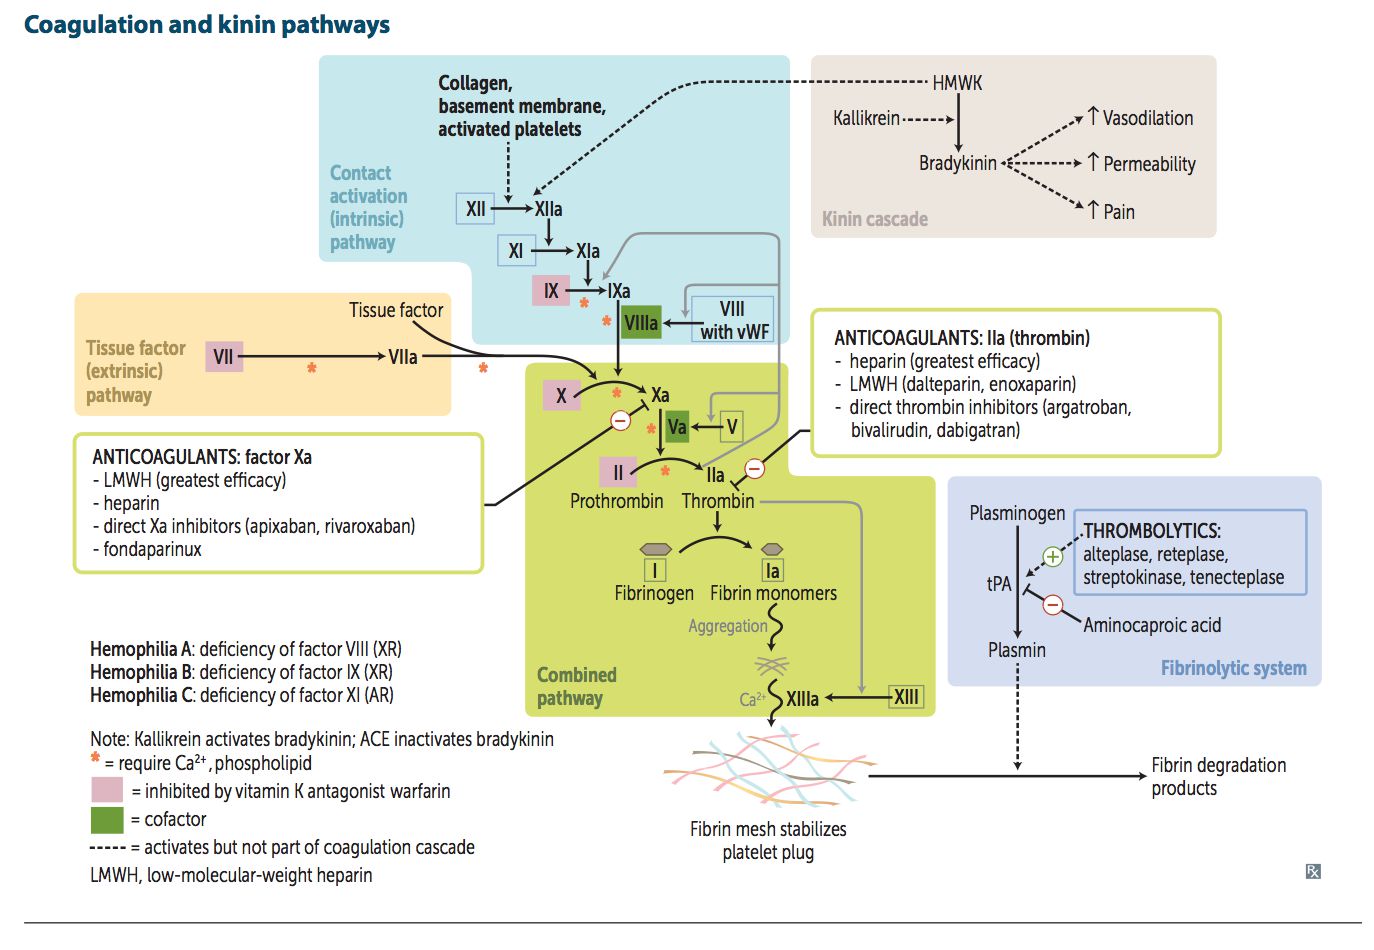 Coagulation and kinin pathways
Collagen,
basement membrane,
activated platelets
Contact
activation
(intrinsic)
pathway
XII
XIIa
XI
XIa
IX
*
IXa
*
VIIIa
VIII
with vWF
HMWK
Kallikrein
Bradykinin
↑ Vasodilation
↑ Permeability
↑ Pain
Kinin cascade
Tissue factor
Tissue factor
(extrinsic)
pathway
VII
*
VIIa
*
ANTICOAGULANTS: IIa (thrombin)
- heparin (greatest efficacy)
- LMWH (dalteparin, enoxaparin)
- direct thrombin inhibitors (argatroban,
bivalirudin, dabigatran)
X
*
Xa
−
*
Va
V
II
*
IIa
−
Prothrombin
Thrombin
ANTICOAGULANTS: factor Xa
- LMWH (greatest efficacy)
- heparin
- direct Xa inhibitors (apixaban, rivaroxaban)
- fondaparinux
I
Ia
Fibrinogen
Fibrin monomers
Aggregation
Ca²⁺
XIIIa
XIII
Combined
pathway
Plasminogen
THROMBOLYTICS:
alteplase, reteplase,
streptokinase, tenecteplase
+
tPA
−
Aminocaproic acid
Plasmin
Fibrinolytic system
Hemophilia A: deficiency of factor VIII (XR)
Hemophilia B: deficiency of factor IX (XR)
Hemophilia C: deficiency of factor XI (AR)
Note: Kallikrein activates bradykinin; ACE inactivates bradykinin
* = require Ca²⁺, phospholipid
= inhibited by vitamin K antagonist warfarin
= cofactor
= activates but not part of coagulation cascade
LMWH, low-molecular-weight heparin
Fibrin mesh stabilizes
platelet plug
Fibrin degradation
products
Rx